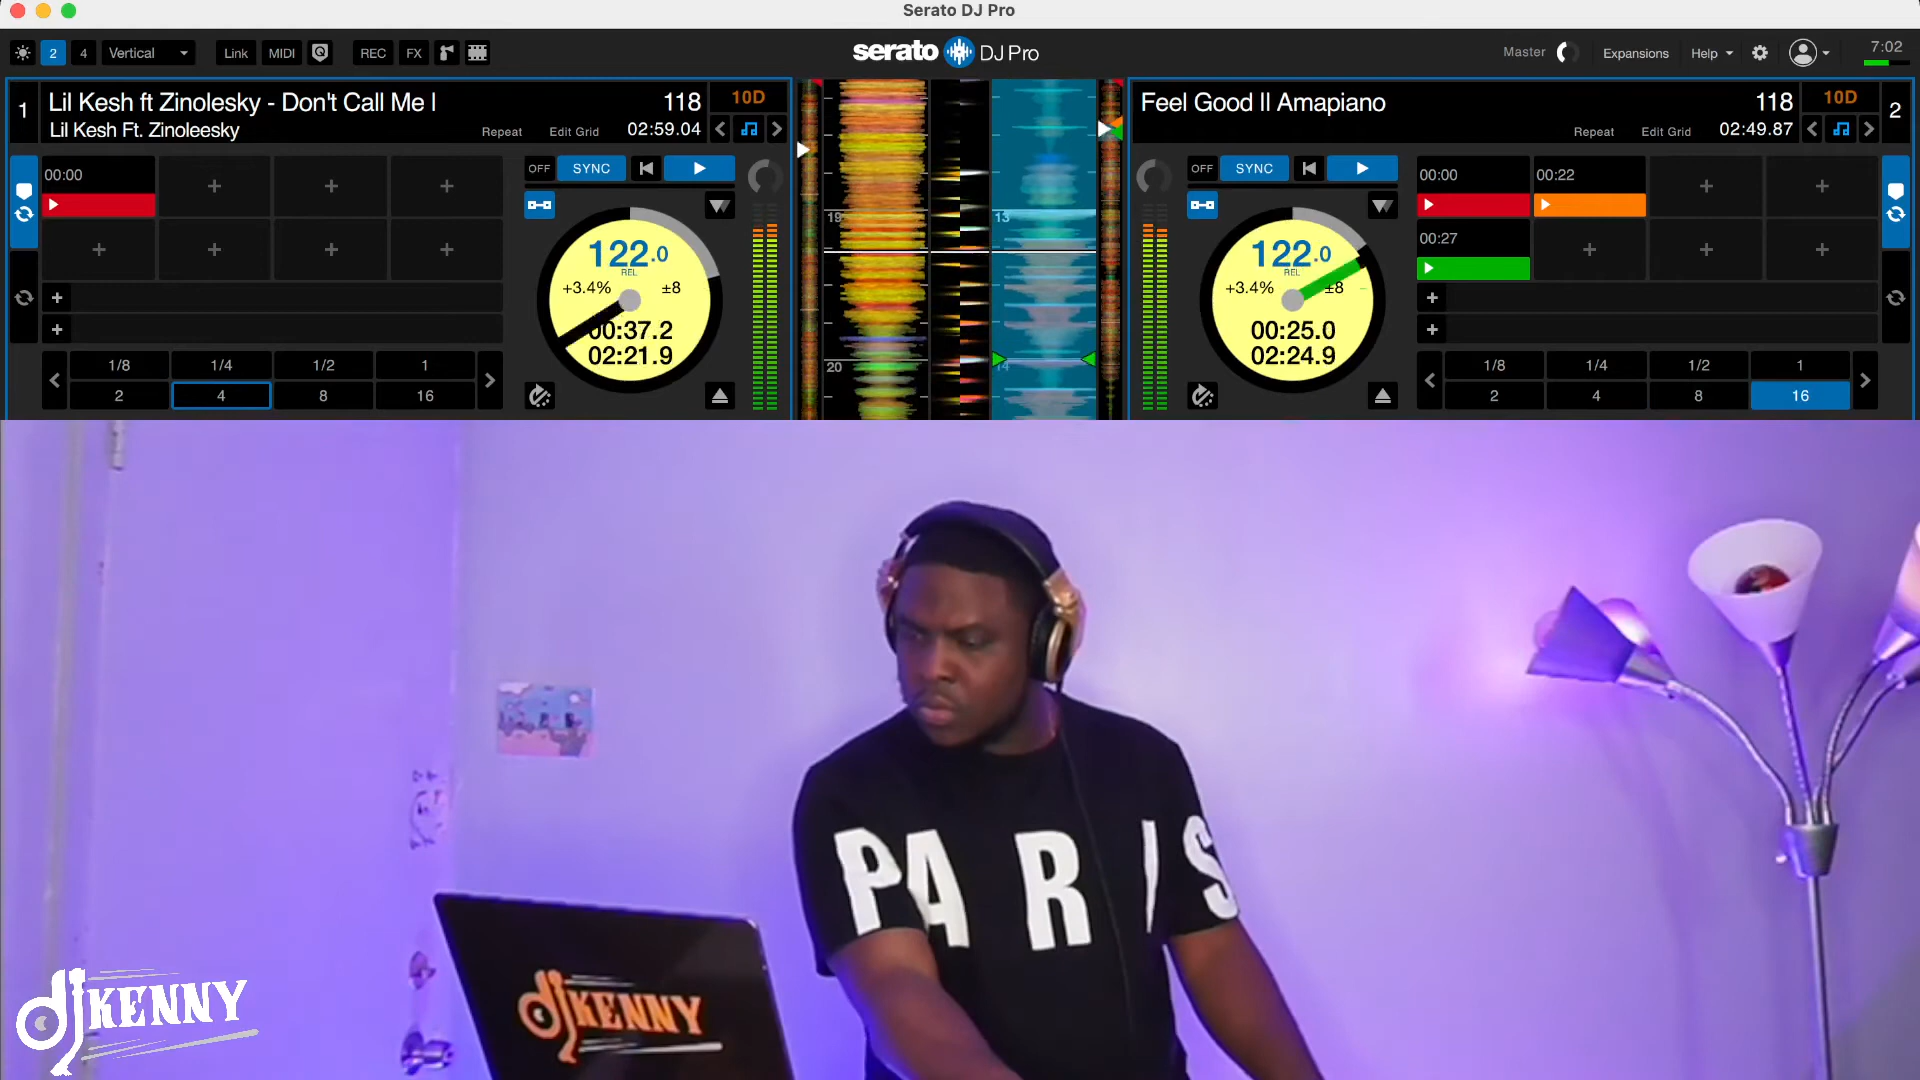 Serato DJ Pro
2 4 Vertical Link MIDI REC FX
serato DJ Pro
Master Expansions Help 7:02
1 Lil Kesh ft Zinolesky - Don't Call Me I 118 10D
Lil Kesh Ft. Zinoleesky Repeat Edit Grid 02:59.04
00:00
OFF SYNC
122.0
REL
+3.4% ±8
00:37.2
02:21.9
1/8 1/4 1/2 1
2 4 8 16
19
20
13
14
Feel Good II Amapiano 118 10D 2
Repeat Edit Grid 02:49.87
OFF SYNC
122.0
REL
+3.4% ±8
00:25.0
02:24.9
00:00 00:22
00:27
1/8 1/4 1/2 1
2 4 8 16
PARIS
dj KENNY
dj KENNY